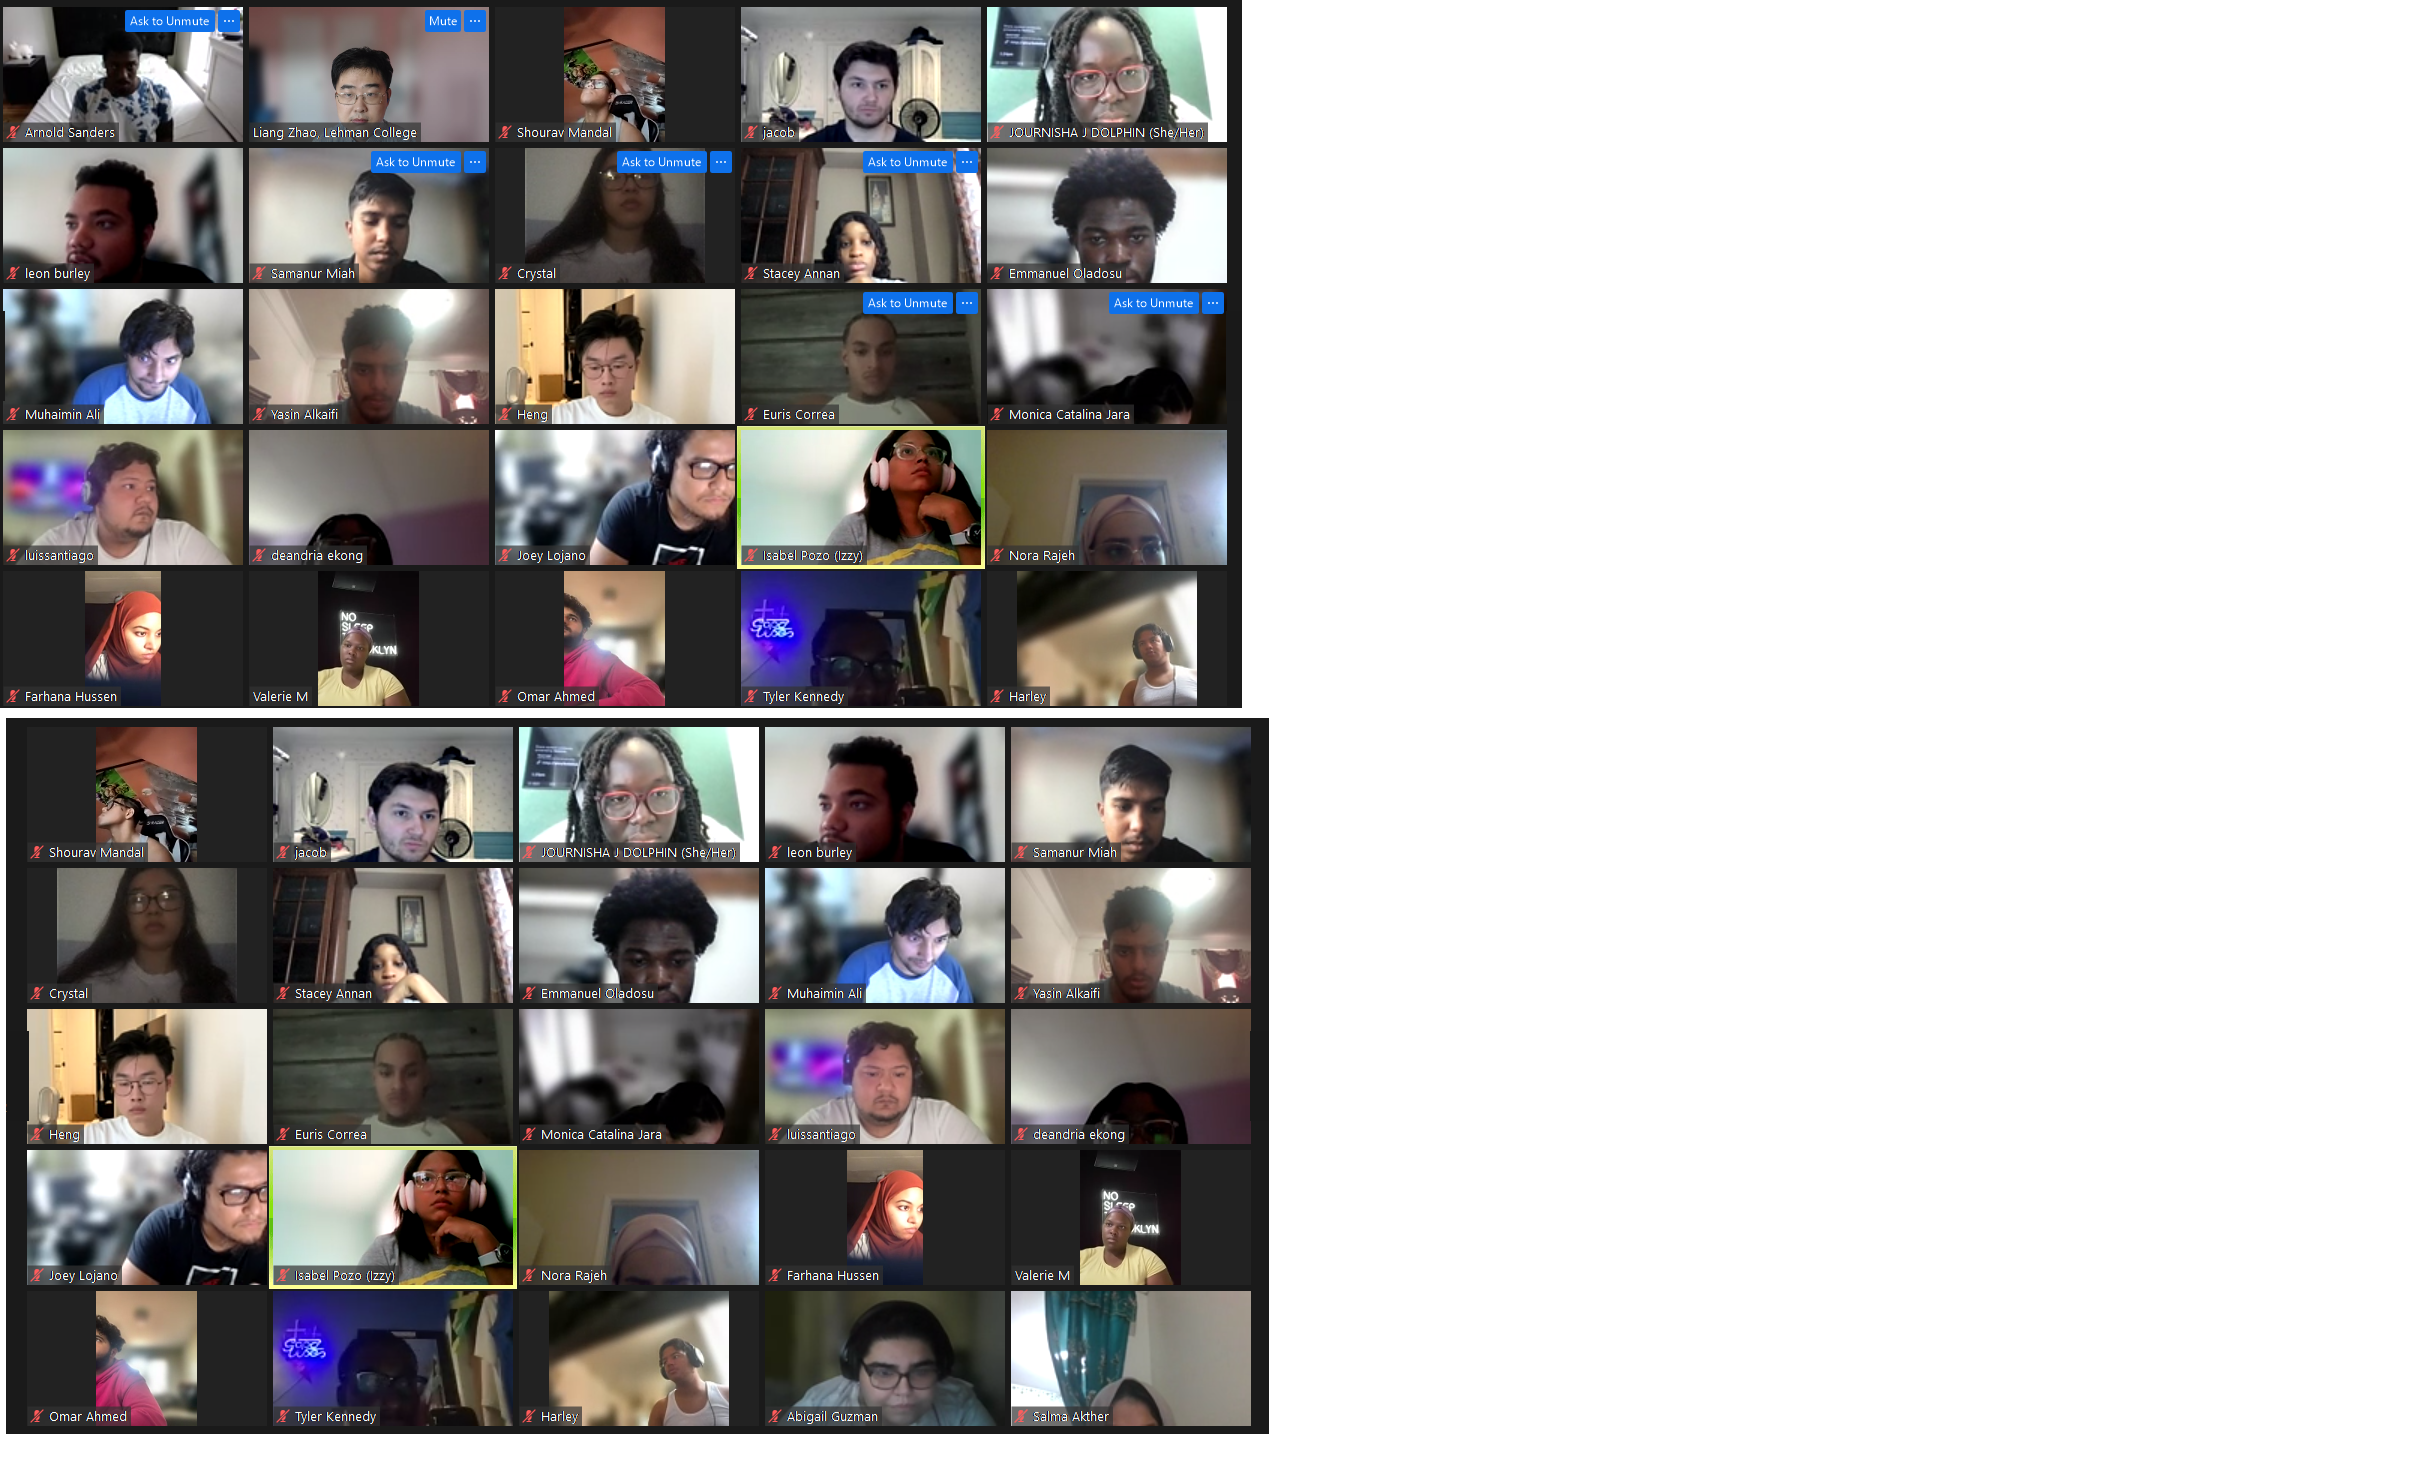 Ask to Unmute ...
Mute ...
Arnold Sanders
Liang Zhao, Lehman College
Shourav Mandal
jacob
JOURNISHA J DOLPHIN (She/Her)
Ask to Unmute ...
Ask to Unmute ...
Ask to Unmute ...
leon burley
Samanur Miah
Crystal
Stacey Annan
Emmanuel Oladosu
Ask to Unmute ...
Ask to Unmute ...
Muhaimin Ali
Yasin Alkaifi
Heng
Euris Correa
Monica Catalina Jara
luissantiago
deandria ekong
Joey Lojano
Isabel Pozo (Izzy)
Nora Rajeh
NO
SLEEP
KLYN
Farhana Hussen
Valerie M
Omar Ahmed
Tyler Kennedy
Harley
Shourav Mandal
jacob
JOURNISHA J DOLPHIN (She/Her)
leon burley
Samanur Miah
Crystal
Stacey Annan
Emmanuel Oladosu
Muhaimin Ali
Yasin Alkaifi
Heng
Euris Correa
Monica Catalina Jara
luissantiago
deandria ekong
NO
SLEEP
KLYN
Joey Lojano
Isabel Pozo (Izzy)
Nora Rajeh
Farhana Hussen
Valerie M
Omar Ahmed
Tyler Kennedy
Harley
Abigail Guzman
Salma Akther